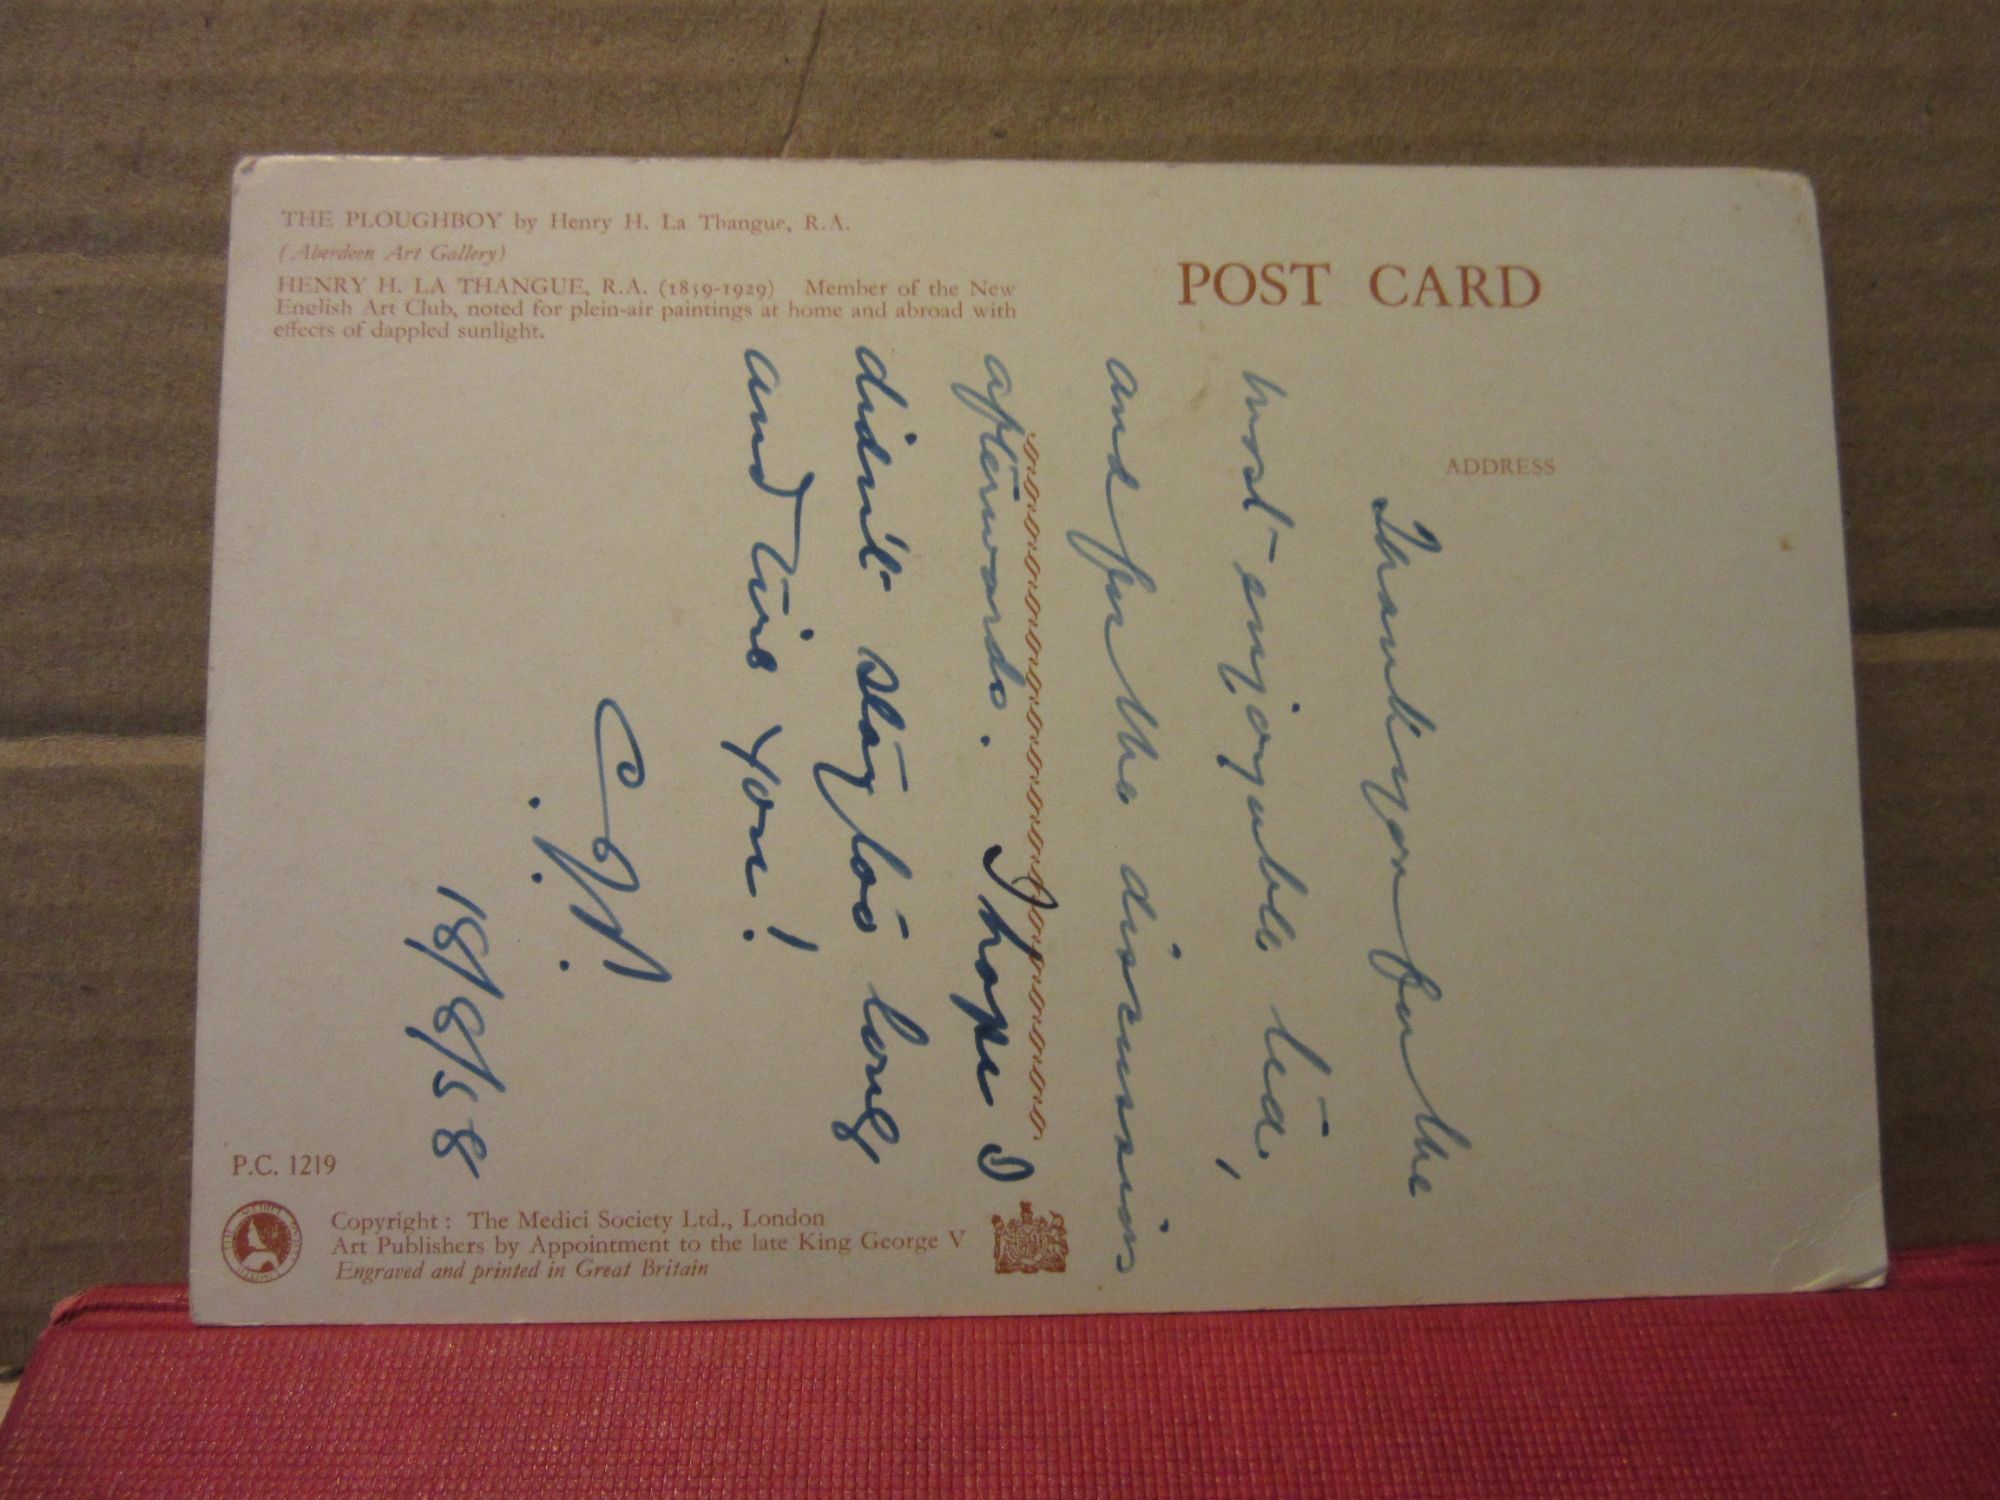 THE PLOUGHBOY by Henry H. La Thangue, R.A.
(Aberdeen Art Gallery)
HENRY H. LA THANGUE, R.A. (1859-1929) Member of the New
English Art Club, noted for plein-air paintings at home and abroad with
effects of dappled sunlight.
POST CARD
ADDRESS
Thank you for the
most enjoyable tea,
and for the discussions
afterwards. I hope I
didn't stay too long
and tire you!
18/8/58
P.C. 1219
Copyright: The Medici Society Ltd., London
Art Publishers by Appointment to the late King George V
Engraved and printed in Great Britain